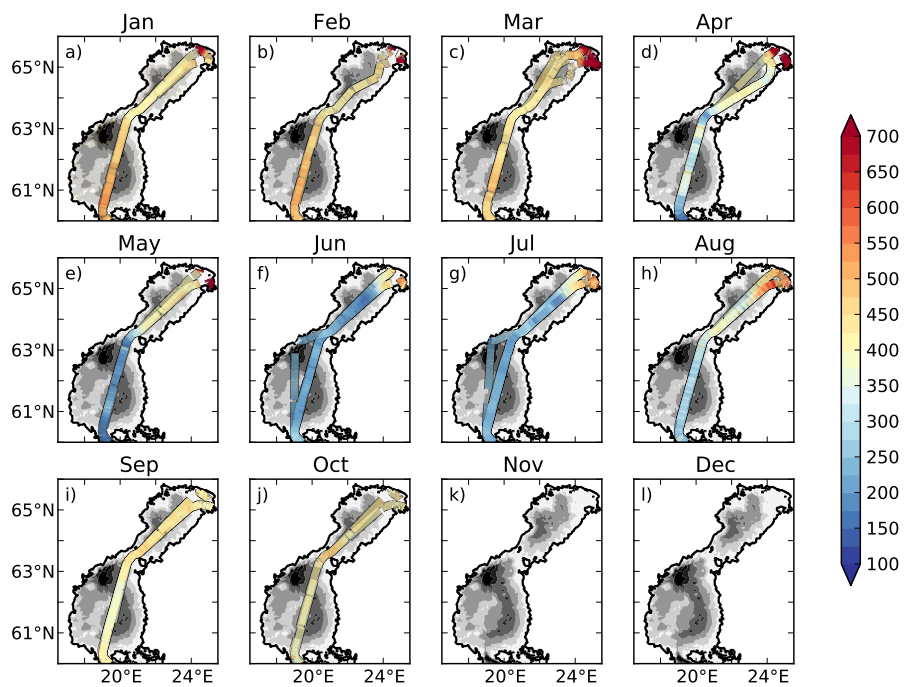 Jan Feb Mar Apr
a) b) c) d)
65°N
63°N
61°N
May Jun Jul Aug
e) f) g) h)
65°N
63°N
61°N
Sep Oct Nov Dec
i) j) k) l)
65°N
63°N
61°N
20°E 24°E 20°E 24°E 20°E 24°E 20°E 24°E
700
650
600
550
500
450
400
350
300
250
200
150
100